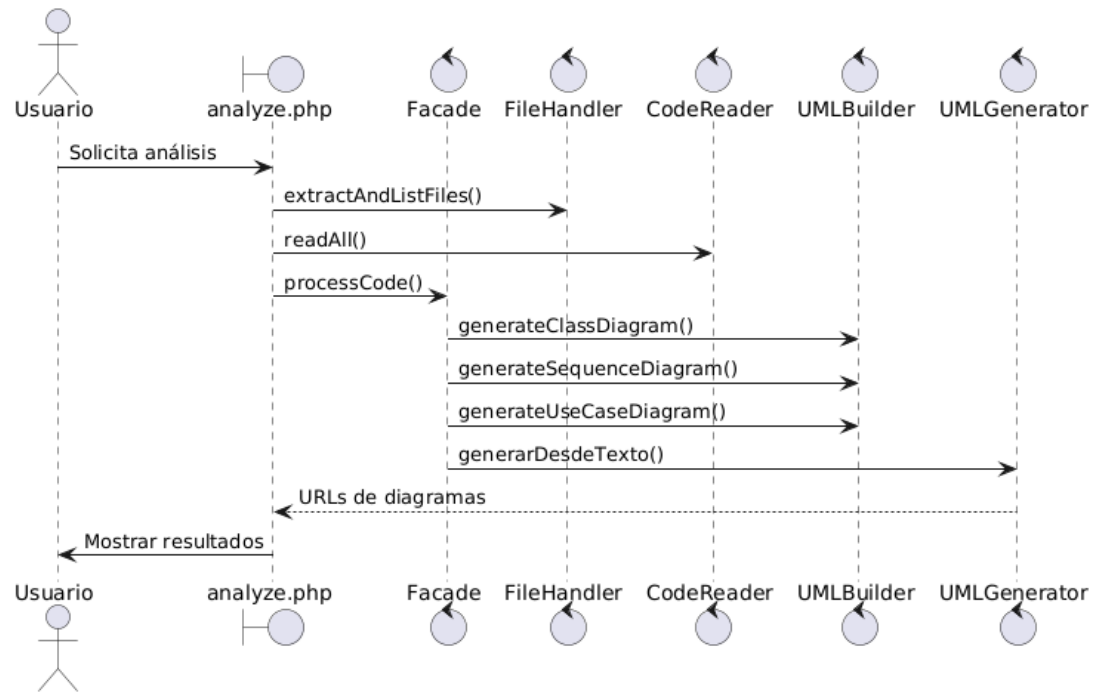 Usuario analyze.php Facade FileHandler CodeReader UMLBuilder UMLGenerator
Solicita análisis
extractAndListFiles()
readAll()
processCode()
generateClassDiagram()
generateSequenceDiagram()
generateUseCaseDiagram()
generarDesdeTexto()
URLs de diagramas
Mostrar resultados
Usuario analyze.php Facade FileHandler CodeReader UMLBuilder UMLGenerator